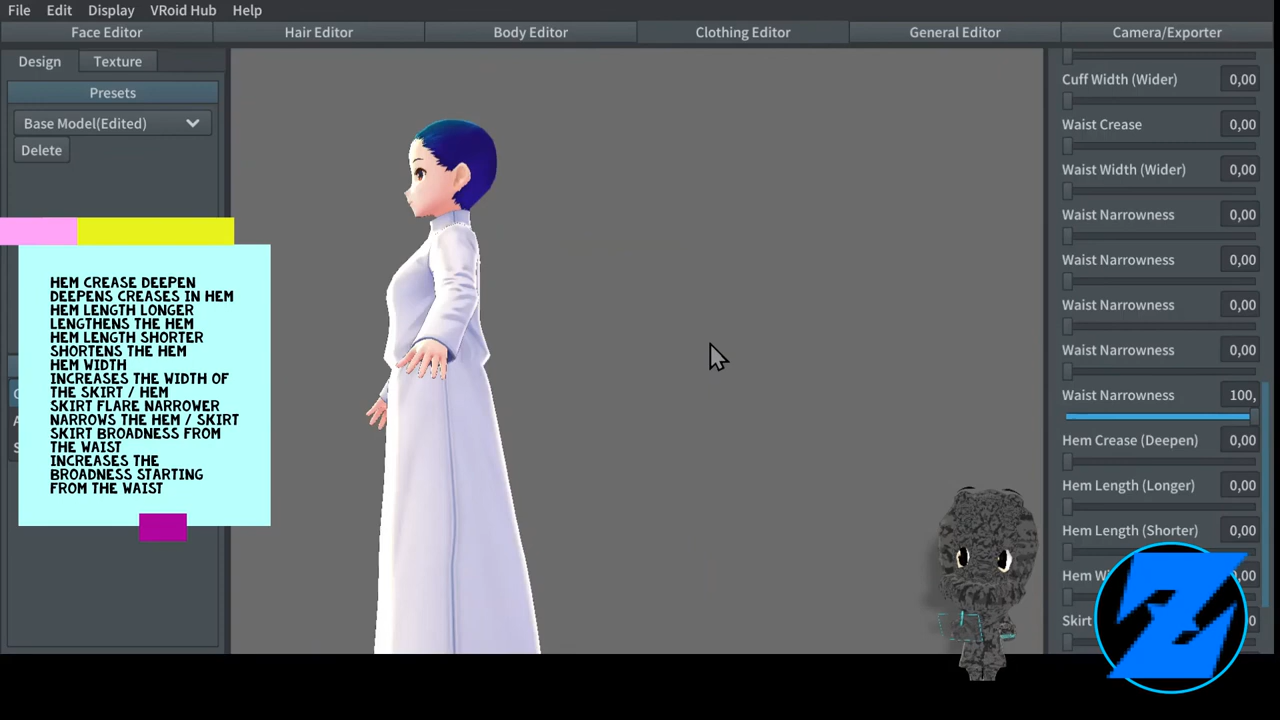 File Edit Display VRoid Hub Help
Face Editor Hair Editor Body Editor Clothing Editor General Editor Camera/Exporter
Design Texture
Presets
Base Model(Edited)
Delete
HEM CREASE DEEPEN
DEEPENS CREASES IN HEM
HEM LENGTH LONGER
LENGTHENS THE HEM
HEM LENGTH SHORTER
SHORTENS THE HEM
HEM WIDTH
INCREASES THE WIDTH OF
THE SKIRT / HEM
SKIRT FLARE NARROWER
NARROWS THE HEM / SKIRT
SKIRT BROADNESS FROM
THE WAIST
INCREASES THE
BROADNESS STARTING
FROM THE WAIST
Cuff Width (Wider) 0,00
Waist Crease 0,00
Waist Width (Wider) 0,00
Waist Narrowness 0,00
Waist Narrowness 0,00
Waist Narrowness 0,00
Waist Narrowness 0,00
Waist Narrowness 100,
Hem Crease (Deepen) 0,00
Hem Length (Longer) 0,00
Hem Length (Shorter) 0,00
Hem
Skirt